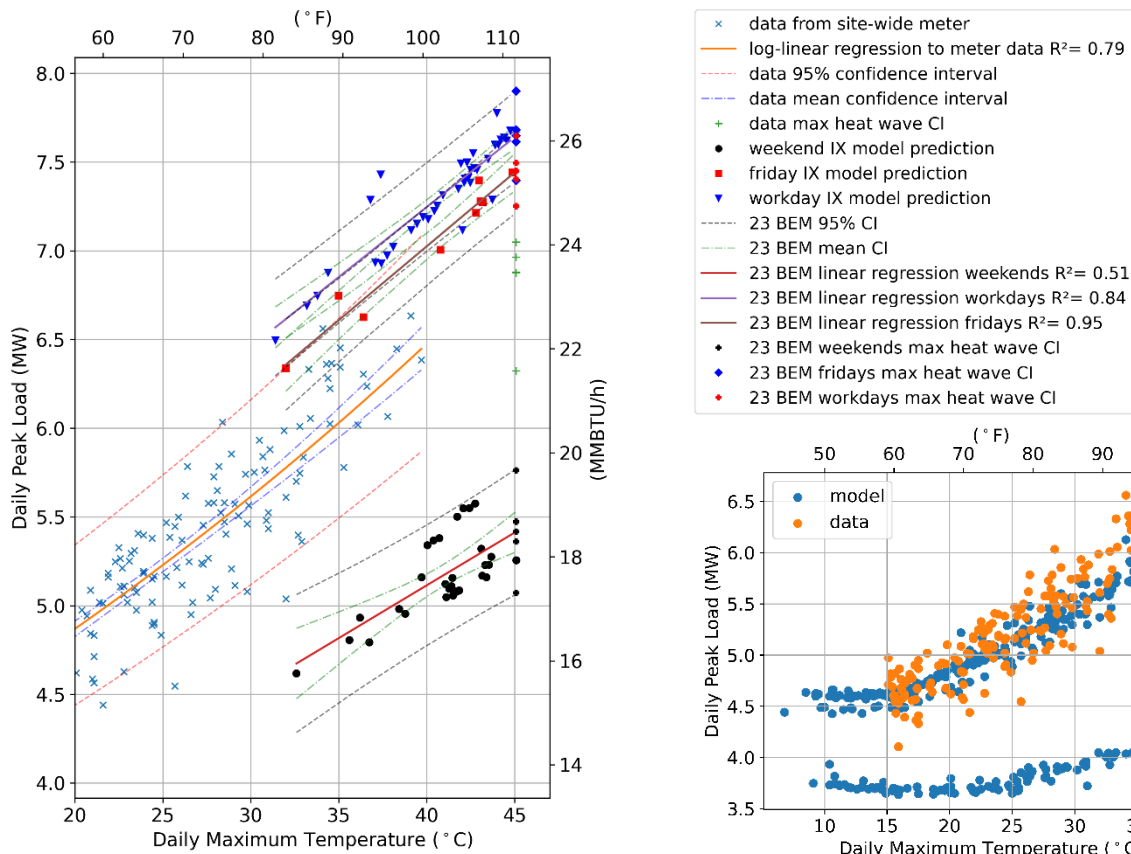 (°F)
60 70 80 90 100 110
8.0
7.5
7.0
6.5
6.0
5.5
5.0
4.5
4.0
Daily Peak Load (MW)
26
24
22
20
18
16
14
(MMBTU/h)
20 25 30 35 40 45
Daily Maximum Temperature (°C)
data from site-wide meter
log-linear regression to meter data R²= 0.79
data 95% confidence interval
data mean confidence interval
data max heat wave CI
weekend IX model prediction
friday IX model prediction
workday IX model prediction
23 BEM 95% CI
23 BEM mean CI
23 BEM linear regression weekends R²= 0.51
23 BEM linear regression workdays R²= 0.84
23 BEM linear regression fridays R²= 0.95
23 BEM weekends max heat wave CI
23 BEM fridays max heat wave CI
23 BEM workdays max heat wave CI
(°F)
50 60 70 80 90
model
data
6.5
6.0
5.5
5.0
4.5
4.0
3.5
Daily Peak Load (MW)
10 15 20 25 30
Daily Maximum Temperature (°C